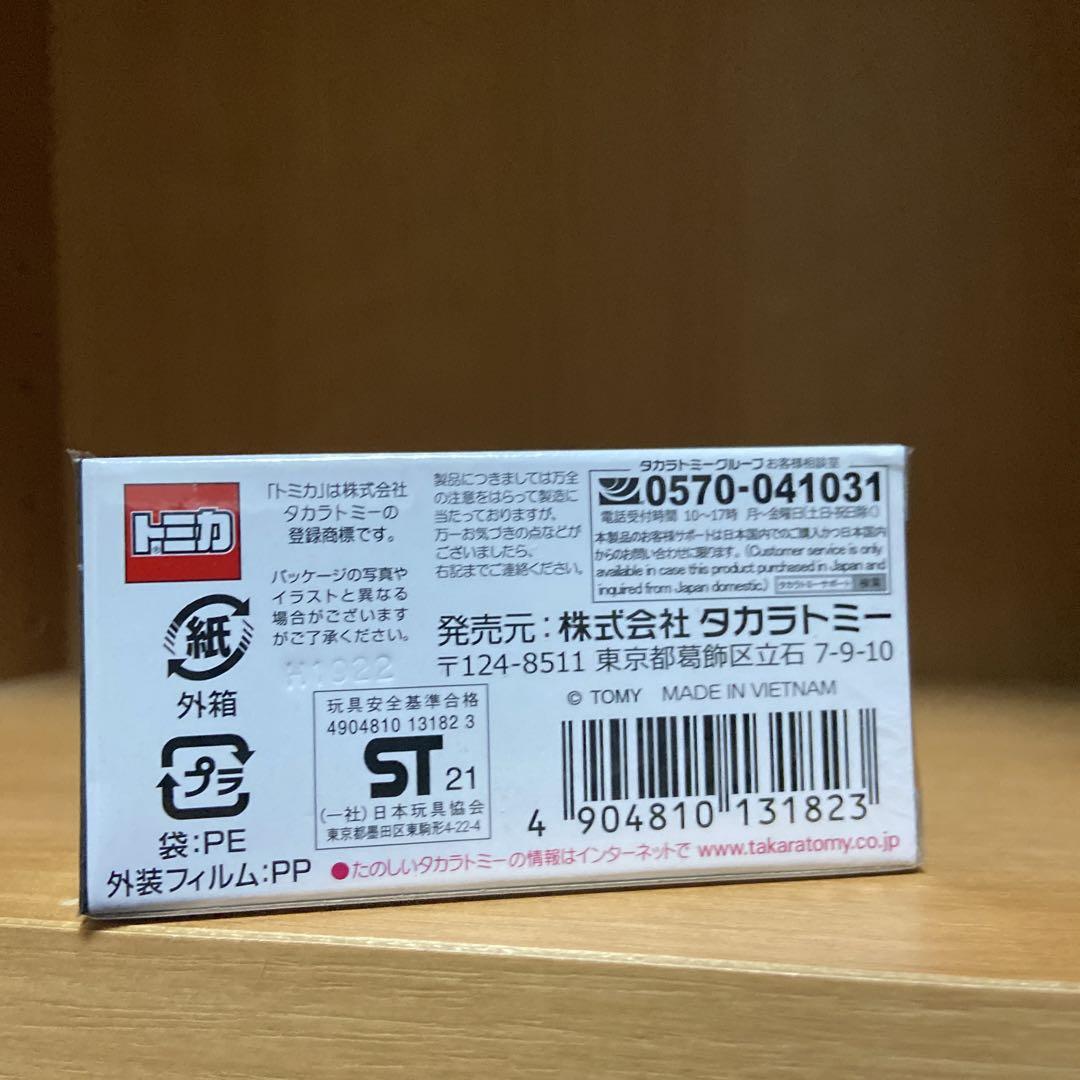 トミカ
「トミカ」は株式会社
タカラトミーの
登録商標です。
パッケージの写真や
イラストと異なる
場合がございます
がご了承ください。
H1922
紙
外箱
プラ
袋:PE
外装フィルム:PP
製品につきましては万全
の注意をはらって製造に
当たっておりますが、
万一お気づきの点などが
ございましたら、
右記までご連絡ください。
タカラトミーグループお客様相談室
0570-041031
電話受付時間 10~17時 月~金曜日(土日・祝日除く)
本製品のお客様サポートは日本国内でのご購入かつ日本国内
からのお問い合わせに限ります。(Customer service is only
available in case this product purchased in Japan and
inquired from Japan domestic.) タカラトミーサポート 検索
発売元:株式会社 タカラトミー
〒124-8511 東京都葛飾区立石 7-9-10
© TOMY MADE IN VIETNAM
玩具安全基準合格
4904810 13182 3
ST 21
(一社)日本玩具協会
東京都墨田区東駒形4-22-4
4 904810 131823
●たのしいタカラトミーの情報はインターネットで www.takaratomy.co.jp